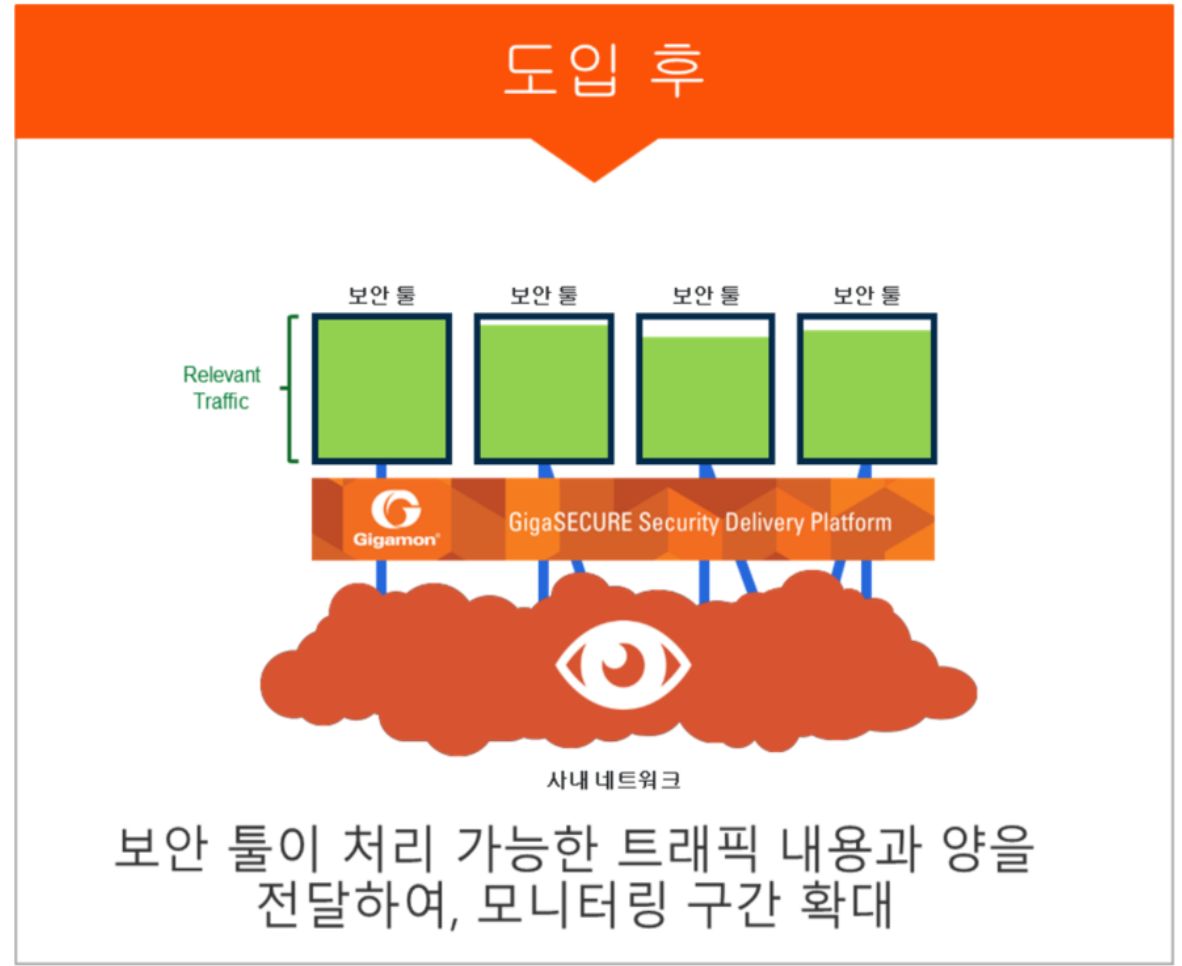 도입 후
보안 툴 보안 툴 보안 툴 보안 툴
Relevant
Traffic
Gigamon®
GigaSECURE Security Delivery Platform
사내 네트워크
보안 툴이 처리 가능한 트래픽 내용과 양을
전달하여, 모니터링 구간 확대